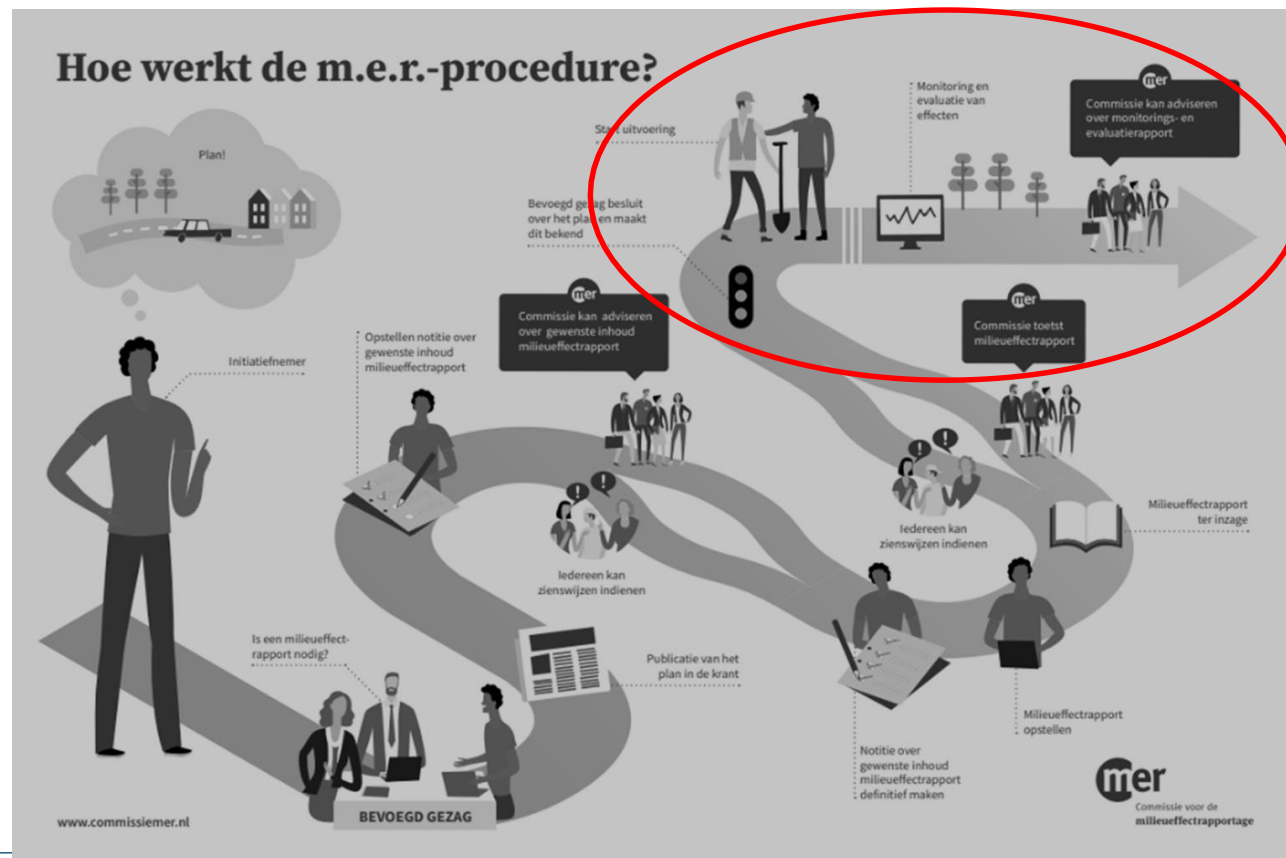 Hoe werkt de m.e.r.-procedure?
Plan!
Initiatiefnemer
Is een milieueffect-
rapport nodig?
BEVOEGD GEZAG
Publicatie van het
plan in de krant
Opstellen notitie over
gewenste inhoud
milieueffectrapport
mer
Commissie kan adviseren
over gewenste inhoud
milieueffectrapport
Iedereen kan
zienswijzen indienen
Notitie over
gewenste inhoud
milieueffectrapport
definitief maken
Milieueffectrapport
opstellen
Milieueffectrapport
ter inzage
mer
Commissie toetst
milieueffectrapport
Iedereen kan
zienswijzen indienen
Bevoegd gezag besluit
over het plan en maakt
dit bekend
Start uitvoering
Monitoring en
evaluatie van
effecten
mer
Commissie kan adviseren
over monitorings- en
evaluatierapport
www.commissiemer.nl
mer
Commissie voor de
milieueffectrapportage